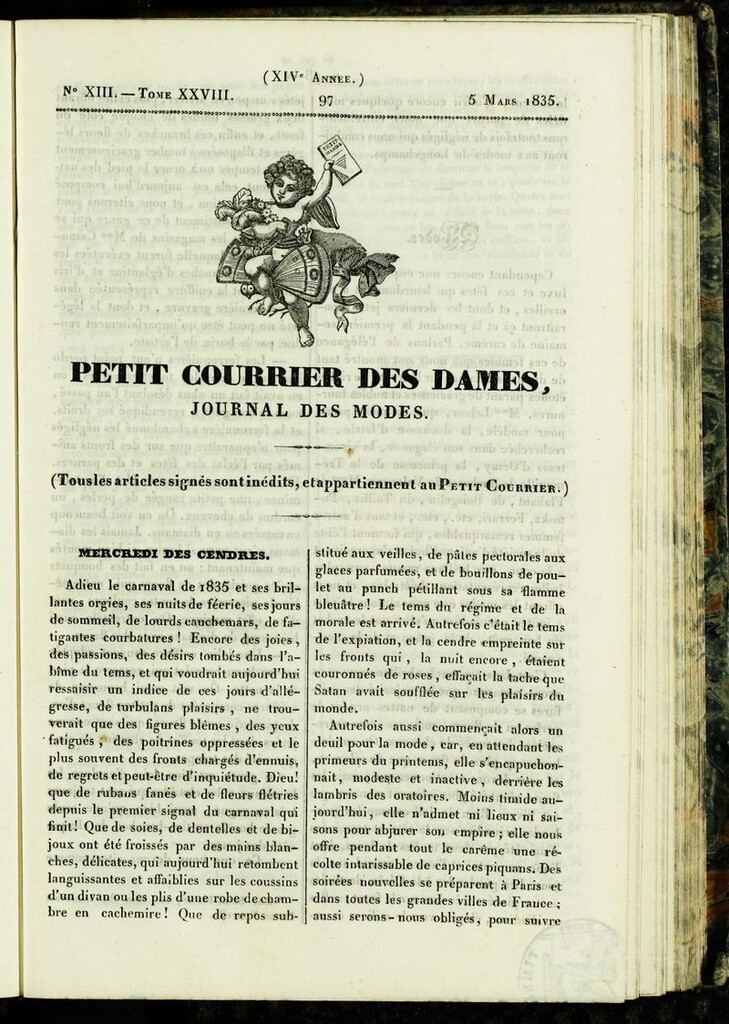 (XIVe ANNÉE.)
N° XIII. — TOME XXVIII.
97
5 MARS 1835.
PETIT COURRIER DES DAMES,
JOURNAL DES MODES.
(Tous les articles signés sont inédits, et appartiennent au PETIT COURRIER.)
MERCREDI DES CENDRES.
Adieu le carnaval de 1835 et ses bril-
lantes orgies, ses nuits de féerie, ses jours
de sommeil, de lourds cauchemars, de fa-
tigantes courbatures ! Encore des joies,
des passions, des désirs tombés dans l'a-
bîme du tems, et qui voudrait aujourd'hui
ressaisir un indice de ces jours d'allé-
gresse, de turbulans plaisirs, ne trou-
verait que des figures blêmes, des yeux
fatigués, des poitrines oppressées et le
plus souvent des fronts chargés d'ennuis,
de regrets et peut-être d'inquiétude. Dieu!
que de rubans fanés et de fleurs flétries
depuis le premier signal du carnaval qui
finit! Que de soies, de dentelles et de bi-
joux ont été froissés par des mains blan-
ches, délicates, qui aujourd'hui retombent
languissantes et affaiblies sur les coussins
d'un divan ou les plis d'une robe de cham-
bre en cachemire! Que de repos sub-
stitué aux veilles, de pâtes pectorales aux
glaces parfumées, et de bouillons de pou-
let au punch pétillant sous sa flamme
bleuâtre! Le tems du régime et de la
morale est arrivé. Autrefois c'était le tems
de l'expiation, et la cendre empreinte sur
les fronts qui, la nuit encore, étaient
couronnés de roses, effaçait la tache que
Satan avait soufflée sur les plaisirs du
monde.
Autrefois aussi commençait alors un
deuil pour la mode, car, en attendant les
primeurs du printems, elle s'encapuchon-
nait, modeste et inactive, derrière les
lambris des oratoires. Moins timide au-
jourd'hui, elle n'admet ni lieux ni sai-
sons pour abjurer son empire; elle nous
offre pendant tout le carême une ré-
colte intarissable de caprices piquans. Des
soirées nouvelles se préparent à Paris et
dans toutes les grandes villes de France;
aussi serons-nous obligés, pour suivre